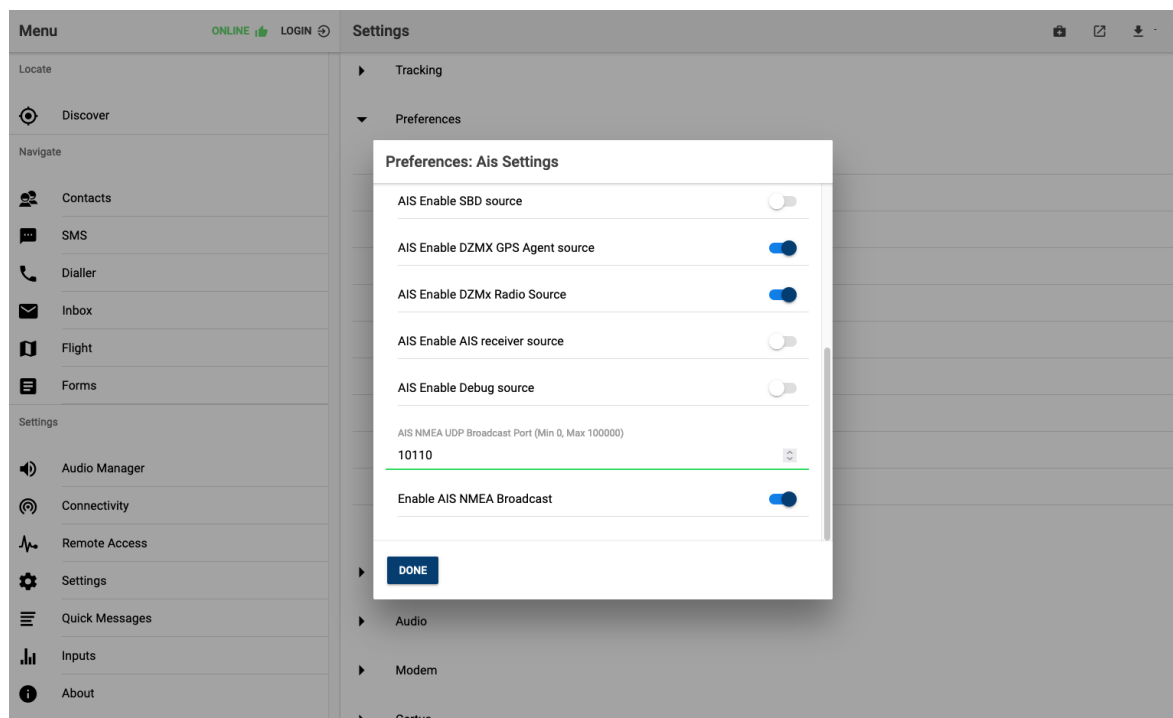 Menu
ONLINE
LOGIN
Settings
Locate
Discover
Navigate
Contacts
SMS
Dialler
Inbox
Flight
Forms
Settings
Audio Manager
Connectivity
Remote Access
Settings
Quick Messages
Inputs
About
Tracking
Preferences
Preferences: Ais Settings
AIS Enable SBD source
AIS Enable DZMX GPS Agent source
AIS Enable DZMx Radio Source
AIS Enable AIS receiver source
AIS Enable Debug source
AIS NMEA UDP Broadcast Port (Min 0, Max 100000)
10110
Enable AIS NMEA Broadcast
DONE
Audio
Modem